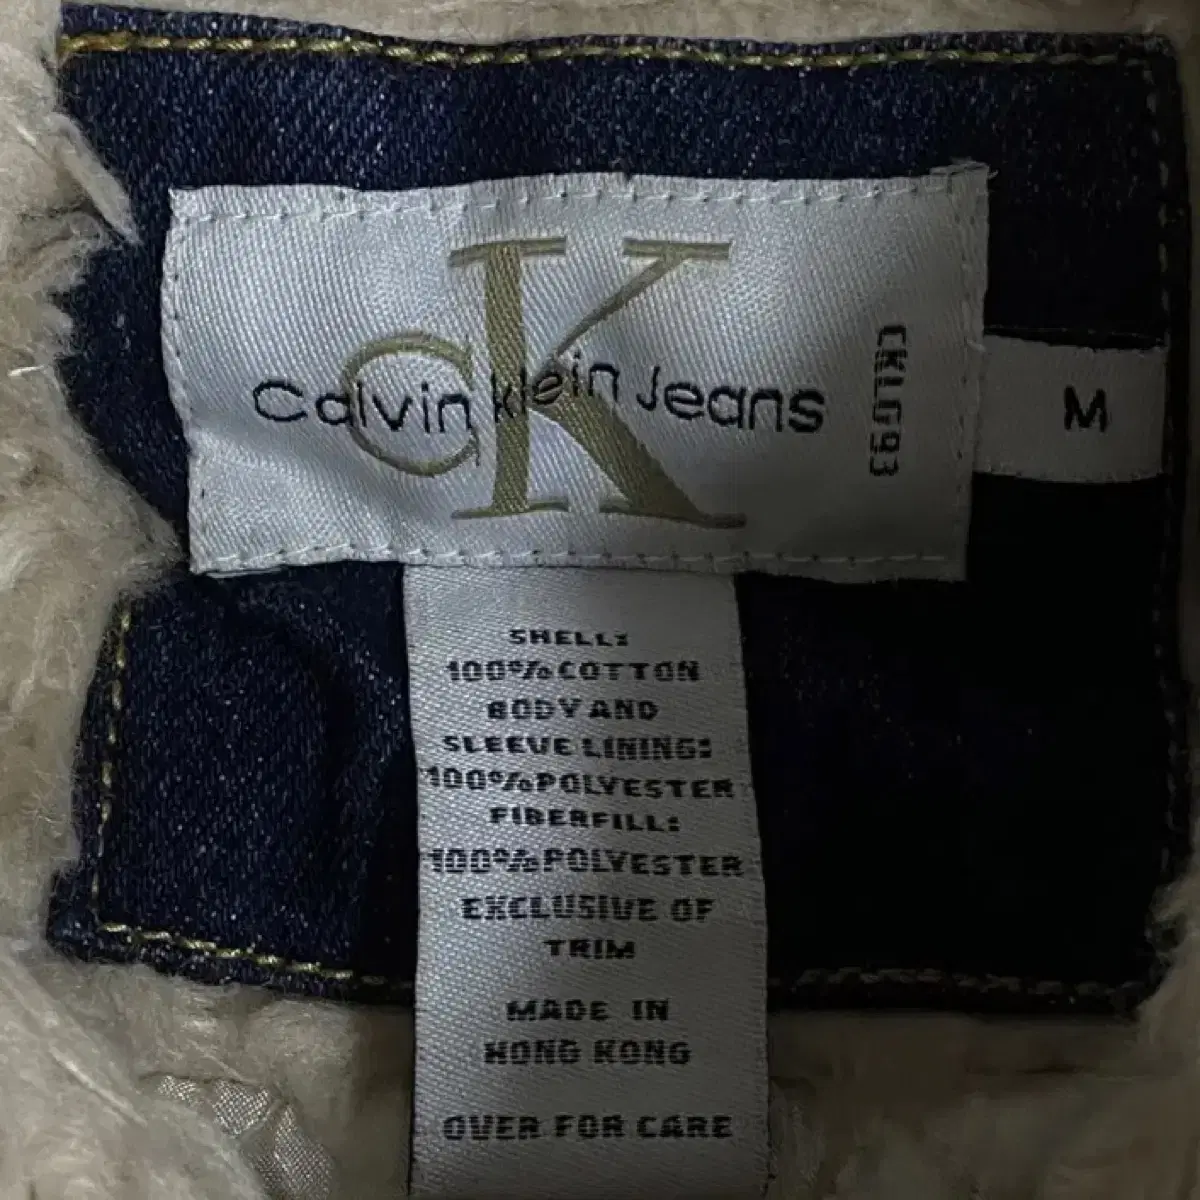 CK
Calvin Klein Jeans
CKLG93
M
SHELL:
100% COTTON
BODY AND
SLEEVE LINING:
100% POLYESTER
FIBERFILL:
100% POLYESTER
EXCLUSIVE OF
TRIM
MADE IN
HONG KONG
OVER FOR CARE